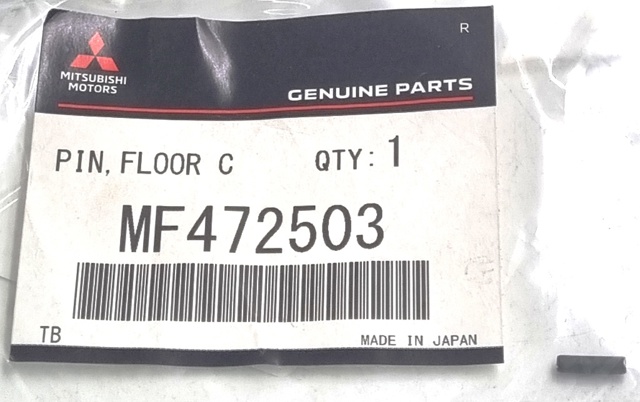 R
MITSUBISHI
MOTORS
GENUINE PARTS
PIN, FLOOR C QTY: 1
MF472503
TB MADE IN JAPAN